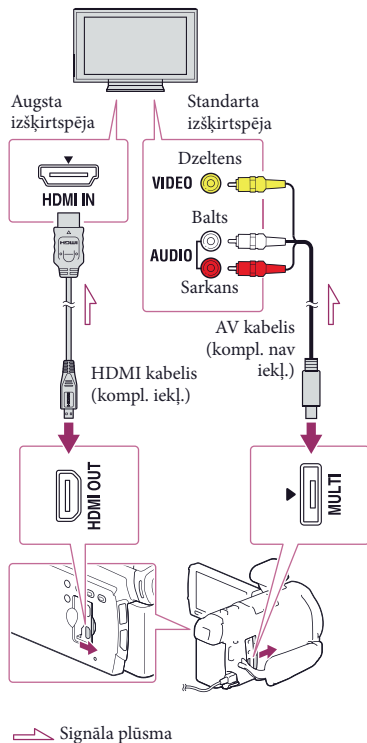 Augsta
izšķirtspēja
Standarta
izšķirtspēja
HDMI IN
Dzeltens
VIDEO
Balts
AUDIO
Sarkans
HDMI
HDMI kabelis
(kompl. iekļ.)
AV kabelis
(kompl. nav
iekļ.)
HDMI OUT
MULTI
Signāla plūsma